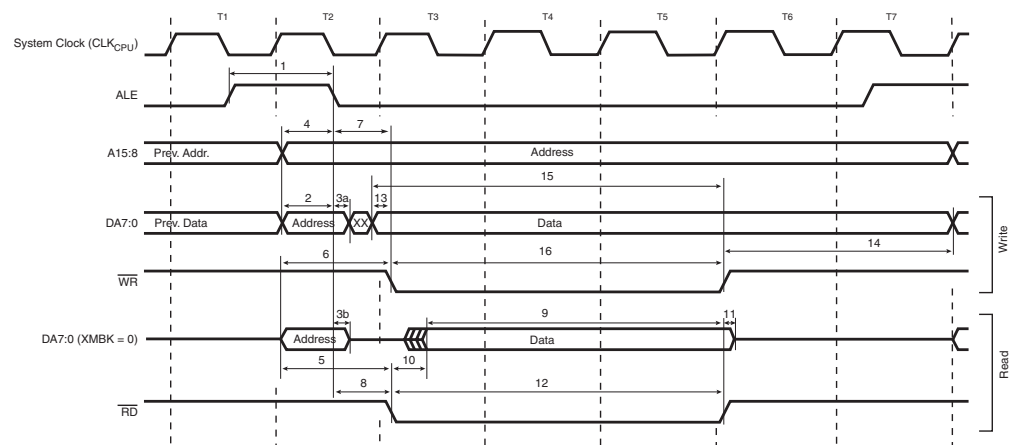 T1 T2 T3 T4 T5 T6 T7
System Clock (CLKCPU)
1
ALE
4 7
A15:8 Prev. Addr. Address
15
2 3a 13
DA7:0 Prev. Data Address XX Data
14
6 16
WR
Write
3b 9 11
DA7:0 (XMBK = 0) Address Data
5 10
8 12
RD
Read